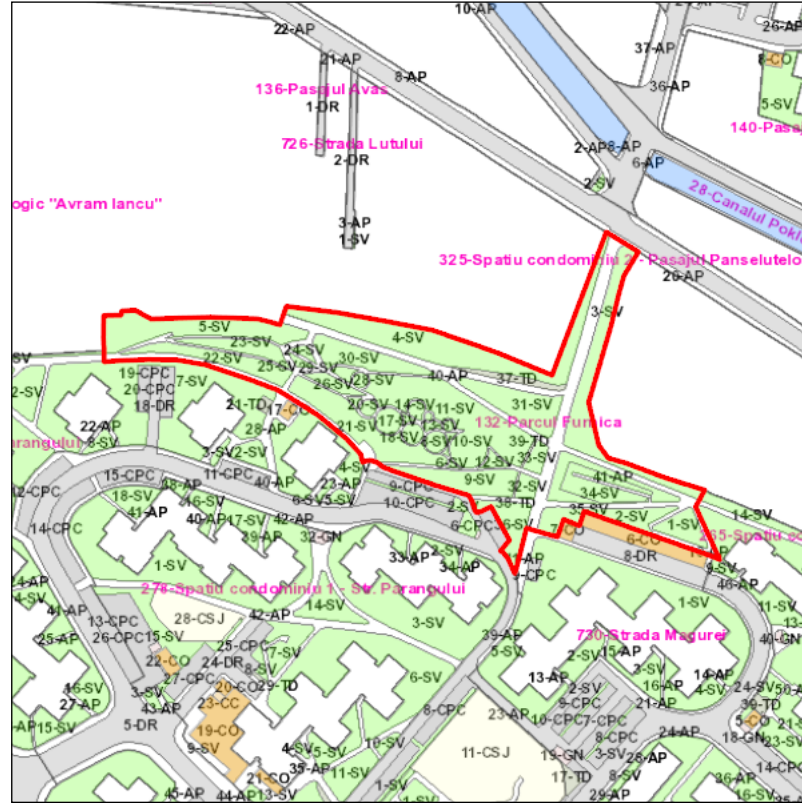 10-AP
22-AP
21-AP
8-AP
37-AP
36-AP
26-AP
8-CO
5-SV
136-Pasajul Avas
1-DR
726-Strada Lutului
2-DR
140-Pasaj
2-AP
6-AP
2-SV
28-Canalul Poklo
ologic "Avram Iancu"
3-AP
1-SV
325-Spatiu condominiu 2 - Pasajul Panselutelo
20-AP
3-SV
5-SV
23-SV
4-SV
22-SV
24-SV
25-SV
29-SV
30-SV
26-SV
28-SV
40-AP
37-TD
31-SV
19-CPC
20-CPC
18-DR
7-SV
21-TD
17-CO
28-AP
20-SV
14-SV
11-SV
17-SV
13-SV
18-SV
8-SV
10-SV
21-SV
132-Parcul Furnica
39-TD
33-SV
6-SV
12-SV
9-SV
32-SV
38-TD
41-AP
34-SV
35-SV
2-SV
1-SV
14-SV
2-SV
22-AP
8-SV
3-SV
2-SV
15-CPC
11-CPC
40-AP
23-AP
4-SV
6-SV
5-SV
9-CPC
10-CPC
2-SV
6-CPC
6-SV
12-CPC
14-CPC
18-SV
48-AP
46-SV
41-AP
40-AP
17-SV
42-AP
39-AP
32-GN
33-AP
2-SV
34-AP
6-CO
8-DR
265-Spatiu co
9-SV
46-AP
1-SV
278-Spatiu condominiu 1 - Str. Parangului
28-CSJ
42-AP
14-SV
3-SV
1-SV
11-SV
40-GN
24-AP
4-SV
41-AP
25-AP
13-CPC
26-CPC
15-SV
22-CO
27-CPC
25-CPC
24-DR
8-SV
7-SV
20-CO
29-TD
23-CC
19-CO
9-SV
3-SV
43-AP
5-DR
16-SV
27-AP
15-SV
39-AP
5-SV
730-Strada Magurei
2-SV
15-AP
3-SV
13-AP
16-AP
14-AP
4-SV
21-AP
24-SV
39-TD
5-CO
18-GN
23-SV
6-SV
8-CPC
23-AP
2-SV
9-CPC
10-CPC
7-CPC
8-CPC
3-SV
24-AP
28-AP
8-SV
19-GN
17-TD
29-AP
11-CSJ
10-SV
4-SV
5-SV
35-AP
11-SV
21-CO
13-SV
44-AP
45-AP
1-SV
14-CPC
26-AP
16-SV